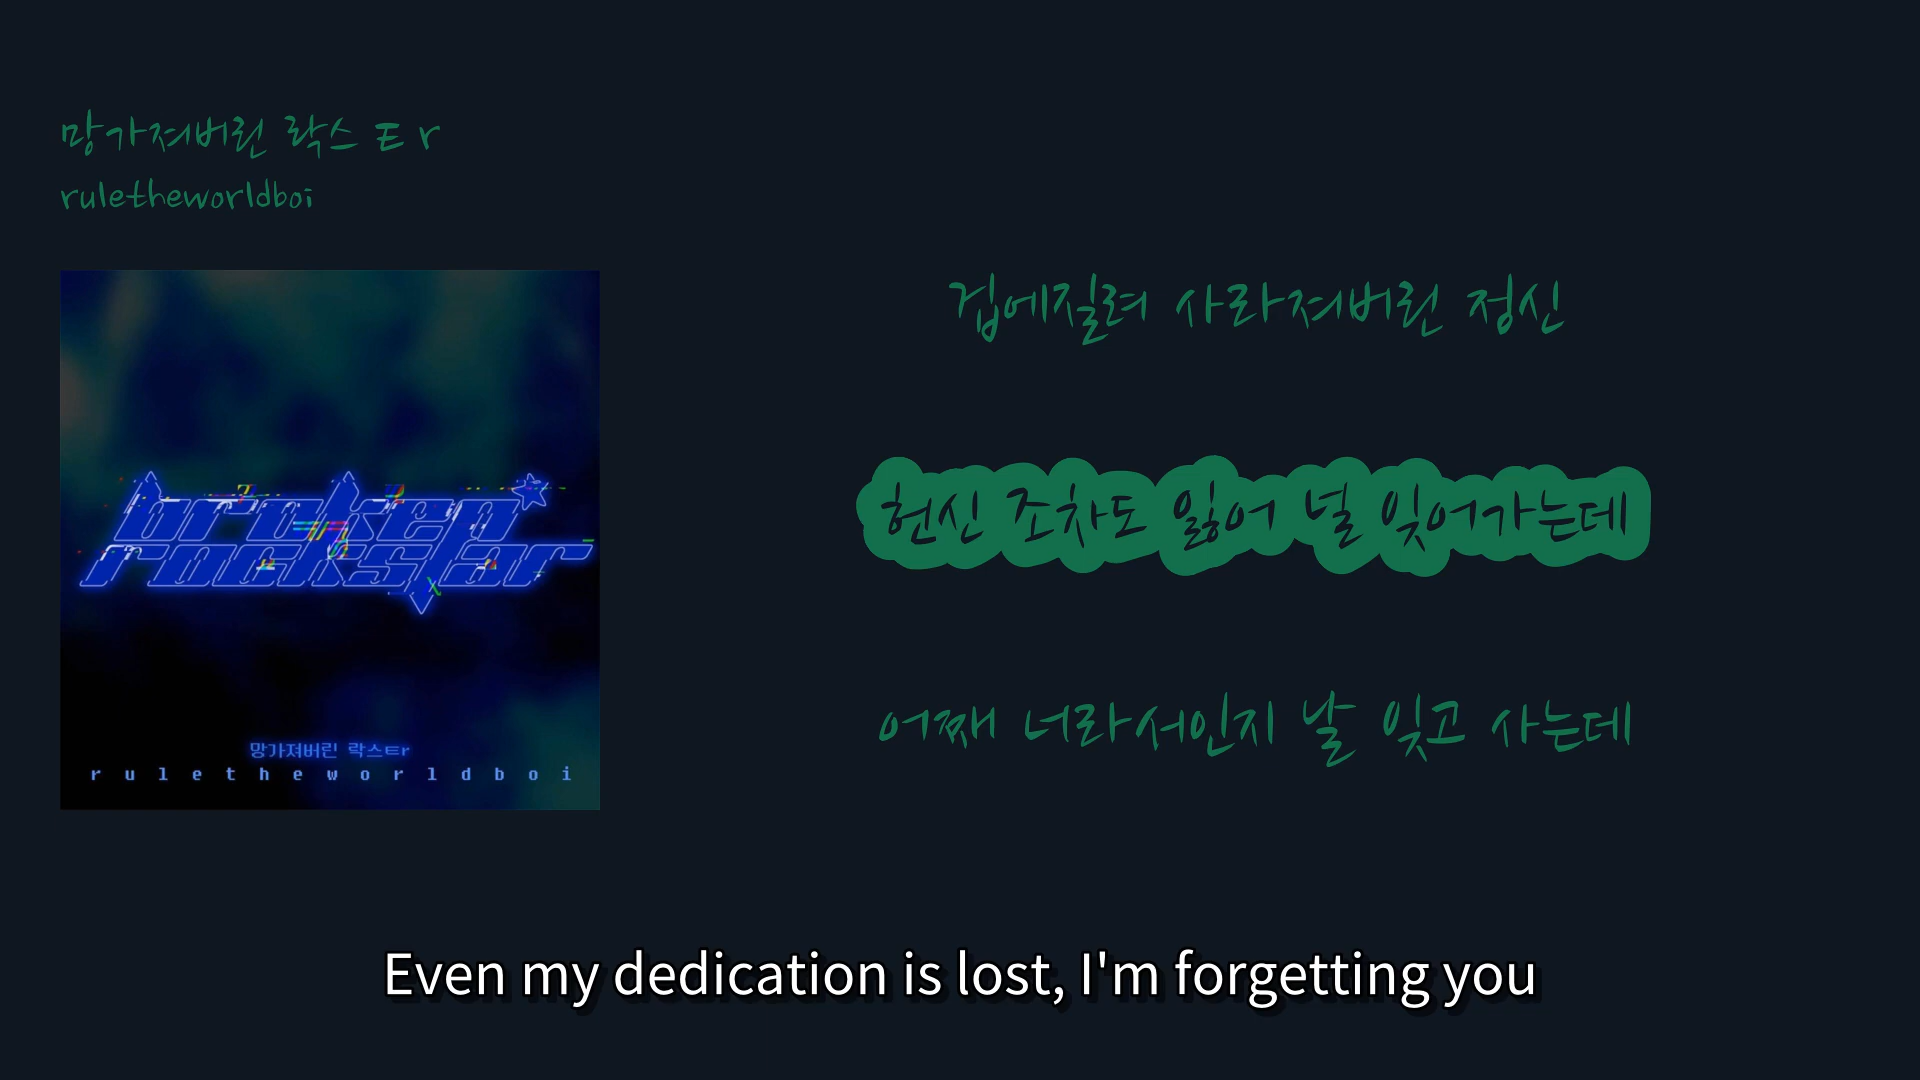 망가져버린 락스ㅌr
ruletheworldboi
broken
rockstar
망가져버린 락스ㅌr
ruletheworldboi
겁에질려 사라져버린 정신
헌신 조차도 잃어 널 잊어가는데
어째 너라서인지 날 잊고 사는데
Even my dedication is lost, I'm forgetting you